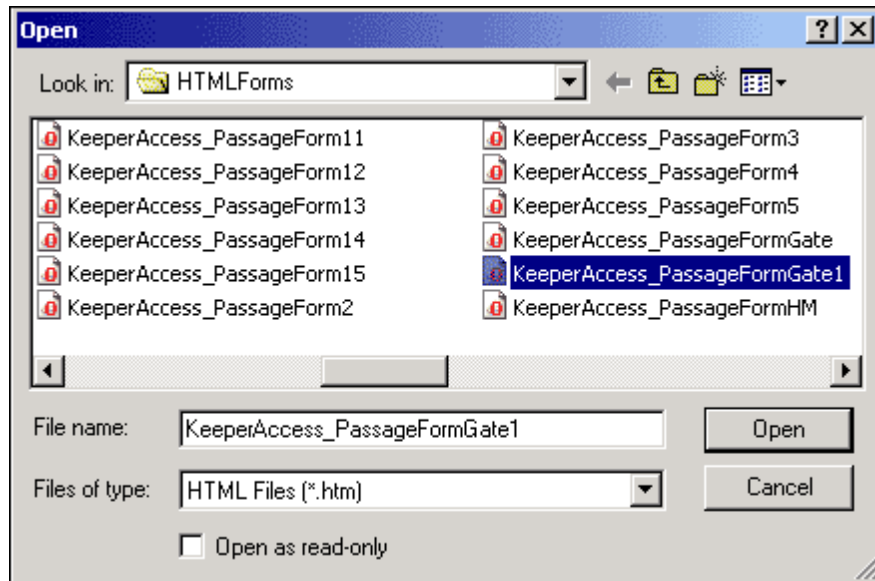 Open
Look in: HTMLForms
KeeperAccess_PassageForm11
KeeperAccess_PassageForm12
KeeperAccess_PassageForm13
KeeperAccess_PassageForm14
KeeperAccess_PassageForm15
KeeperAccess_PassageForm2
KeeperAccess_PassageForm3
KeeperAccess_PassageForm4
KeeperAccess_PassageForm5
KeeperAccess_PassageFormGate
KeeperAccess_PassageFormGate1
KeeperAccess_PassageFormHM
File name: KeeperAccess_PassageFormGate1 Open
Files of type: HTML Files (*.htm) Cancel
Open as read-only